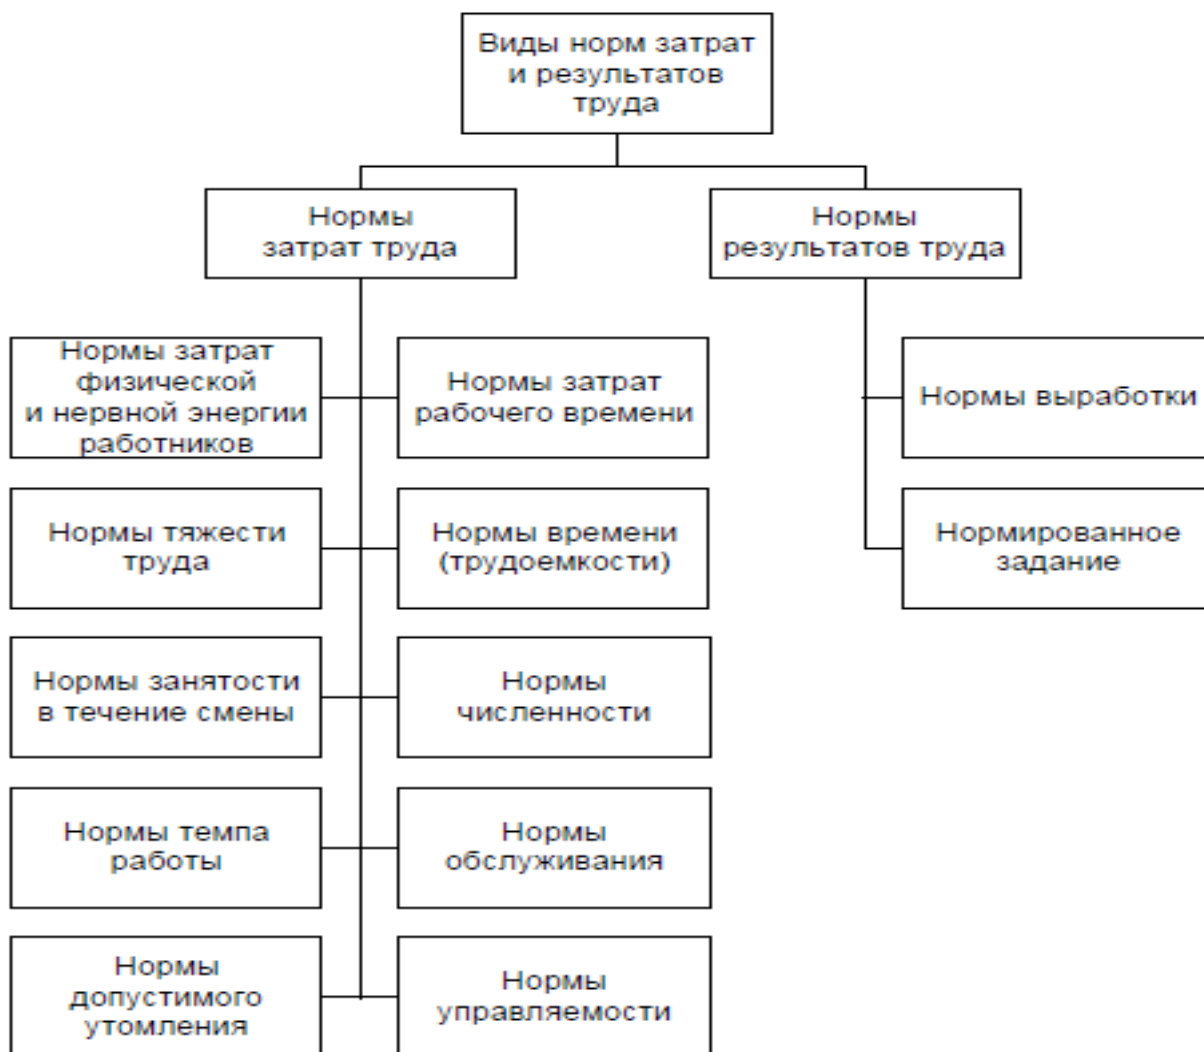 Виды норм затрат
и результатов
труда
Нормы
затрат труда
Нормы
результатов труда
Нормы затрат
физической
и нервной энергии
работников
Нормы затрат
рабочего времени
Нормы выработки
Нормы тяжести
труда
Нормы времени
(трудоемкости)
Нормированное
задание
Нормы занятости
в течение смены
Нормы
численности
Нормы темпа
работы
Нормы
обслуживания
Нормы
допустимого
утомления
Нормы
управляемости